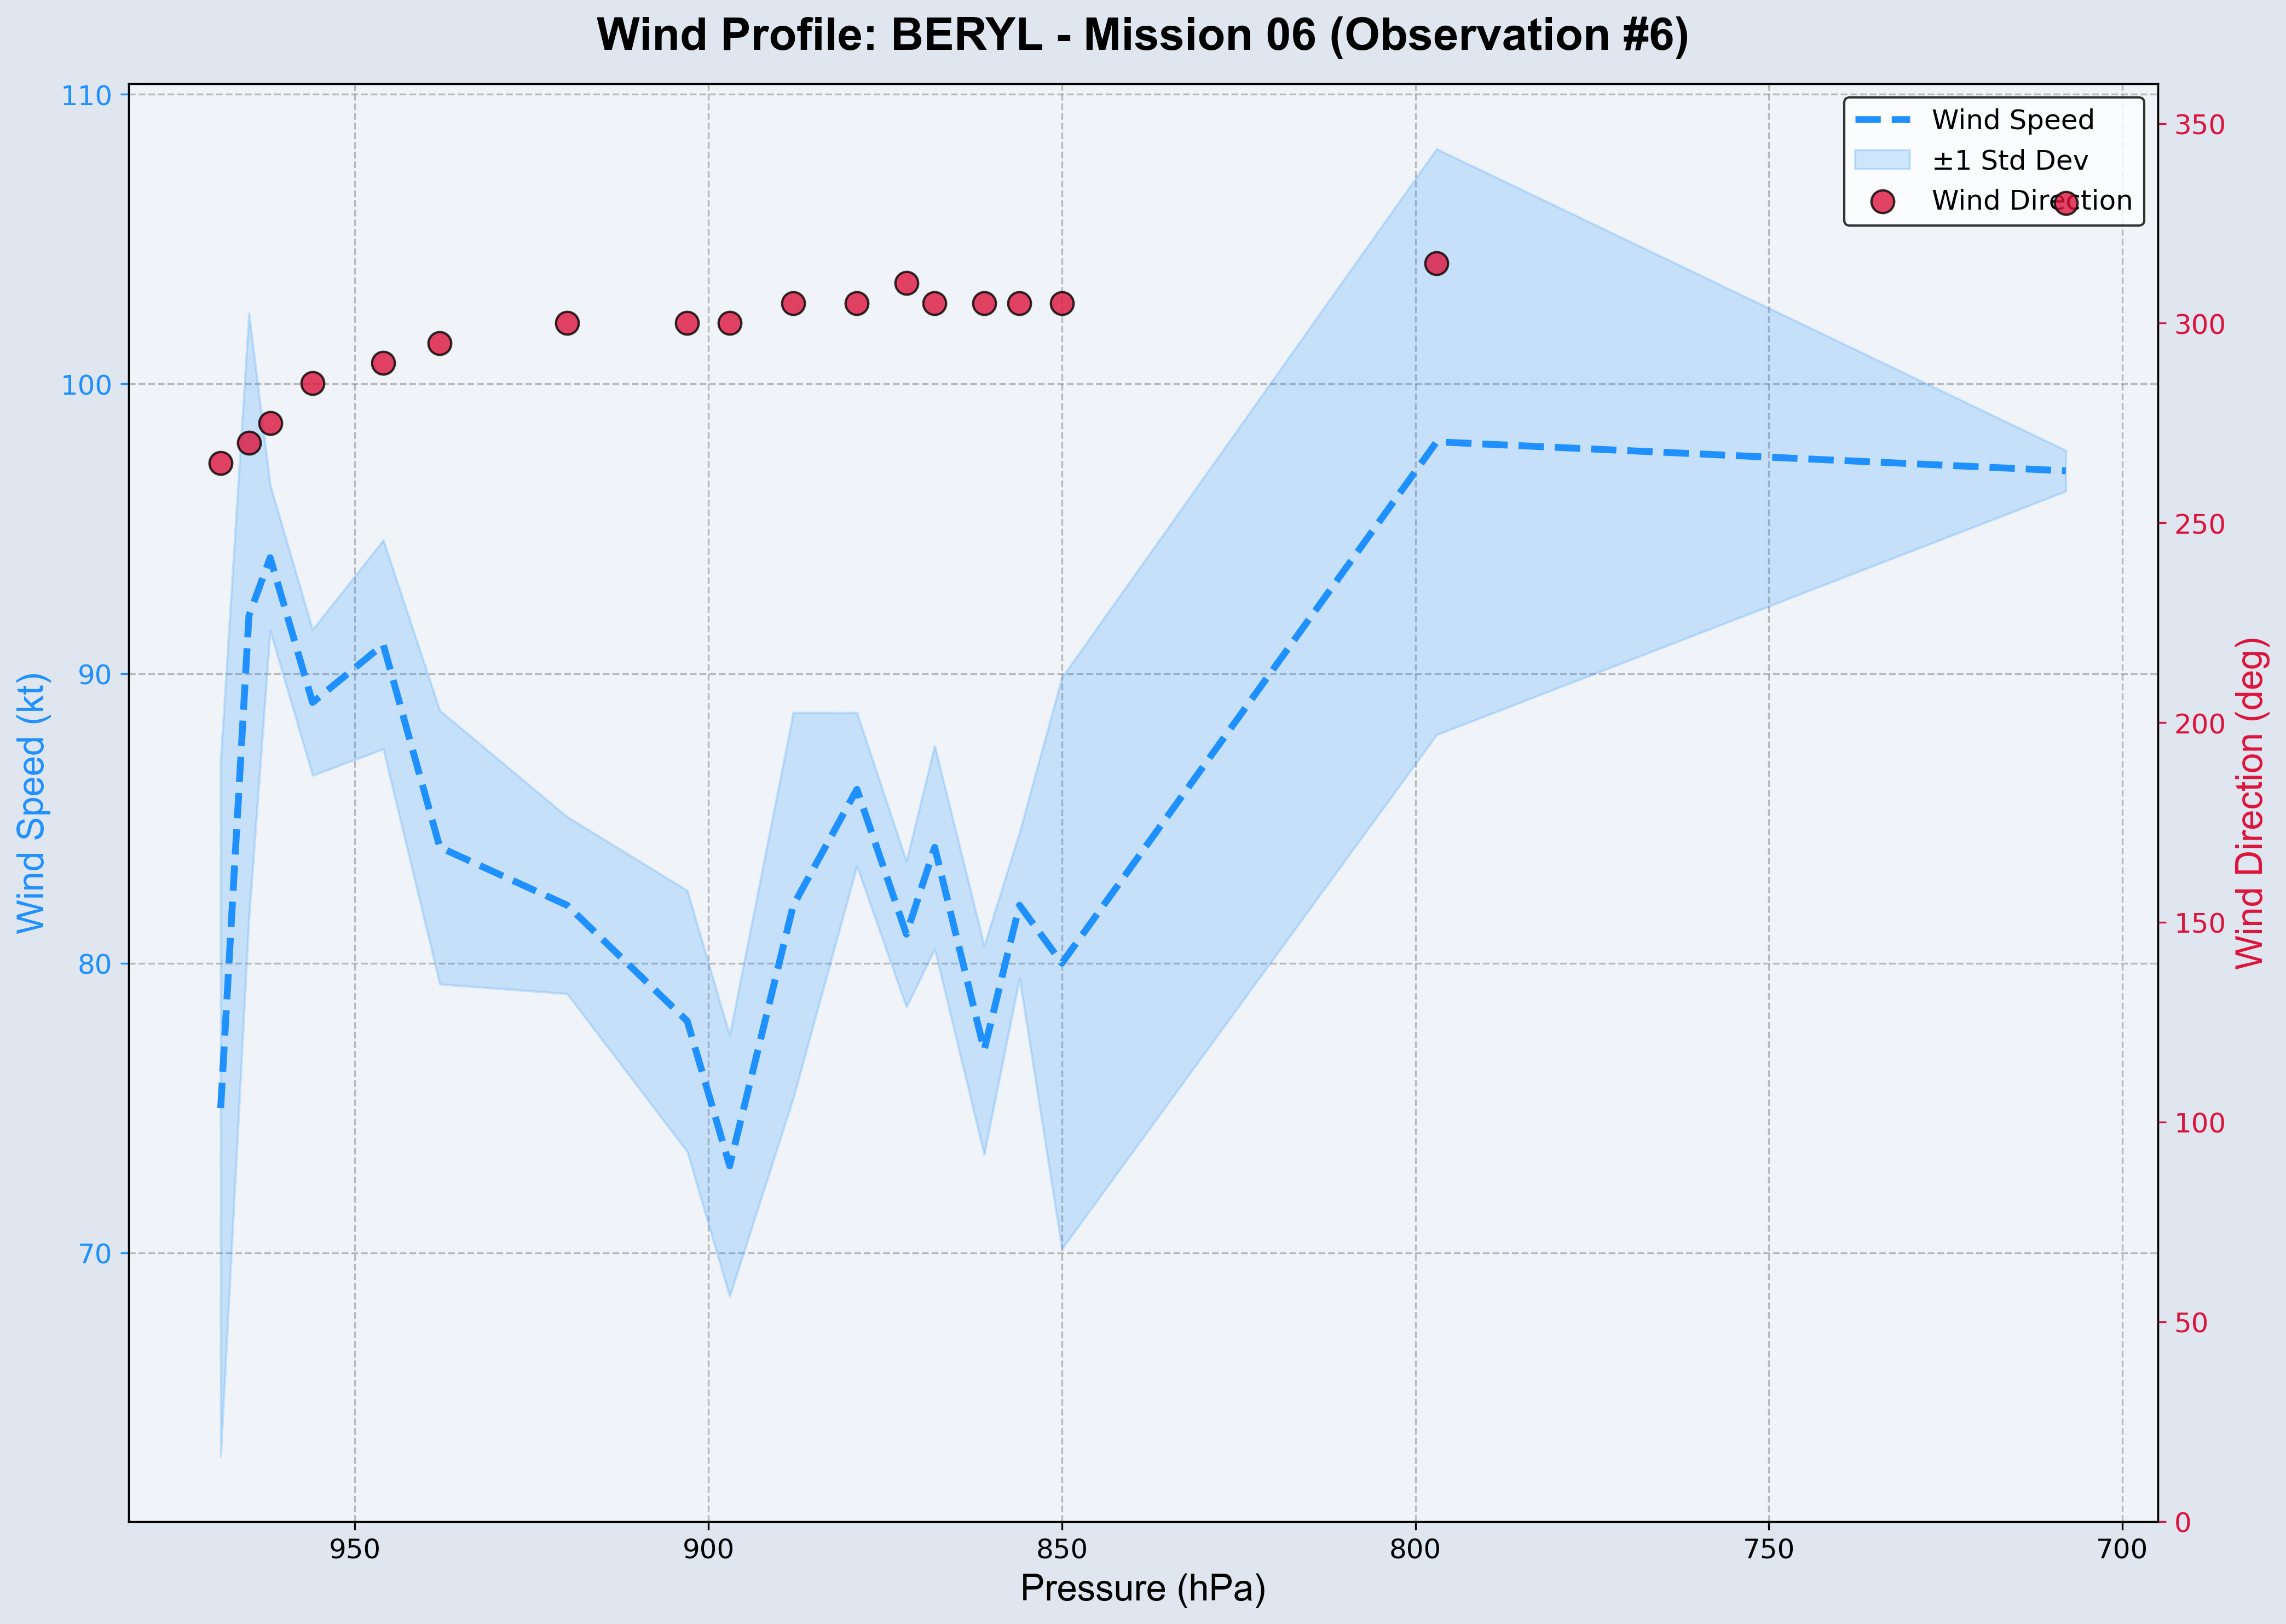 Wind Profile: BERYL - Mission 06 (Observation #6)
110
100
90
80
70
Wind Speed (kt)
Wind Speed
±1 Std Dev
Wind Direction
350
300
250
200
150
100
50
0
Wind Direction (deg)
950 900 850 800 750 700
Pressure (hPa)